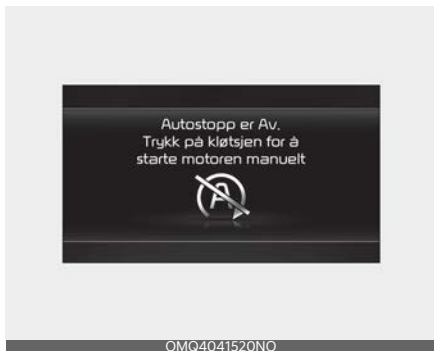 Autostopp er Av.
Trykk på kløtsjen for å
starte motoren manuelt
A
OMQ4041520NO